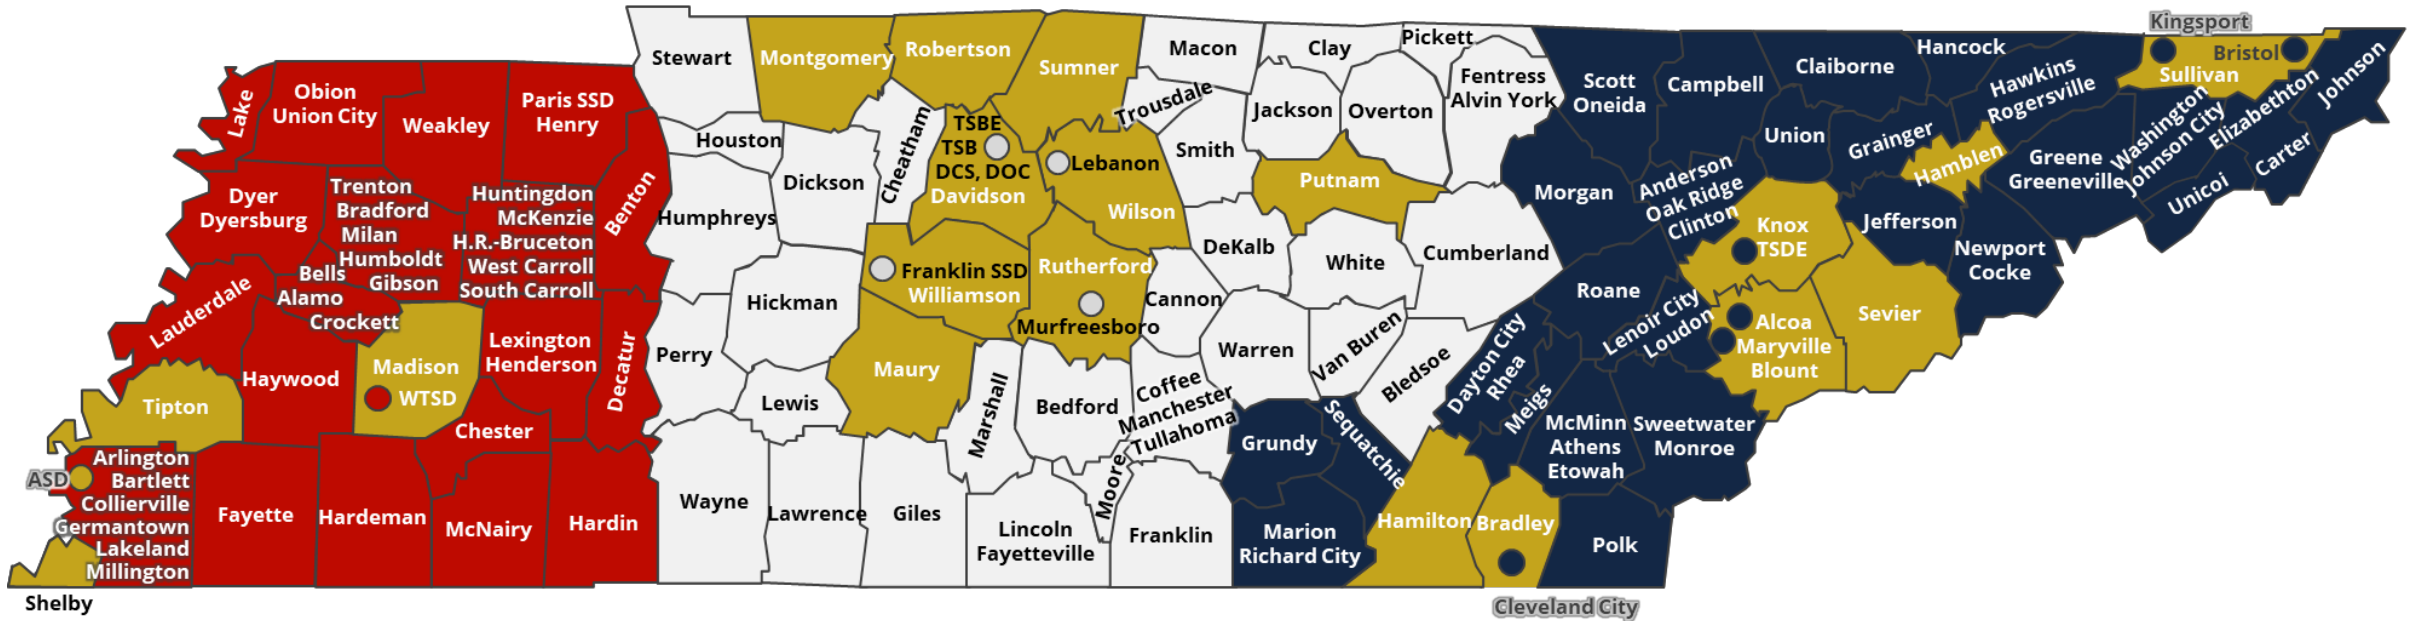 Lake
Obion
Union City
Weakley
Paris SSD
Henry
Dyer
Dyersburg
Trenton
Bradford
Milan
Humboldt
Gibson
Huntingdon
McKenzie
H.R.-Bruceton
West Carroll
South Carroll
Benton
Lauderdale
Bells
Alamo
Crockett
Haywood
Madison
WTSD
Lexington
Henderson
Decatur
Tipton
Chester
ASD
Arlington
Bartlett
Collierville
Germantown
Lakeland
Millington
Shelby
Fayette
Hardeman
McNairy
Hardin
Stewart
Montgomery
Robertson
Sumner
Macon
Clay
Pickett
Fentress
Alvin York
Houston
Dickson
Cheatham
TSBE
TSB
DCS, DOC
Davidson
Lebanon
Wilson
Trousdale
Smith
Jackson
Overton
Putnam
Humphreys
Hickman
Franklin SSD
Williamson
Rutherford
Murfreesboro
Cannon
DeKalb
White
Cumberland
Perry
Lewis
Maury
Marshall
Bedford
Coffee
Manchester
Tullahoma
Warren
Van Buren
Bledsoe
Wayne
Lawrence
Giles
Lincoln
Fayetteville
Moore
Franklin
Grundy
Sequatchie
Marion
Richard City
Hamilton
Bradley
Cleveland City
Polk
Scott
Oneida
Campbell
Claiborne
Hancock
Hawkins
Rogersville
Kingsport
Bristol
Sullivan
Johnson
Morgan
Anderson
Oak Ridge
Clinton
Union
Grainger
Hamblen
Greene
Greeneville
Washington
Johnson City
Elizabethton
Carter
Unicoi
Knox
TSDE
Jefferson
Newport
Cocke
Roane
Lenoir City
Loudon
Alcoa
Maryville
Blount
Sevier
Dayton City
Rhea
Meigs
McMinn
Athens
Etowah
Sweetwater
Monroe